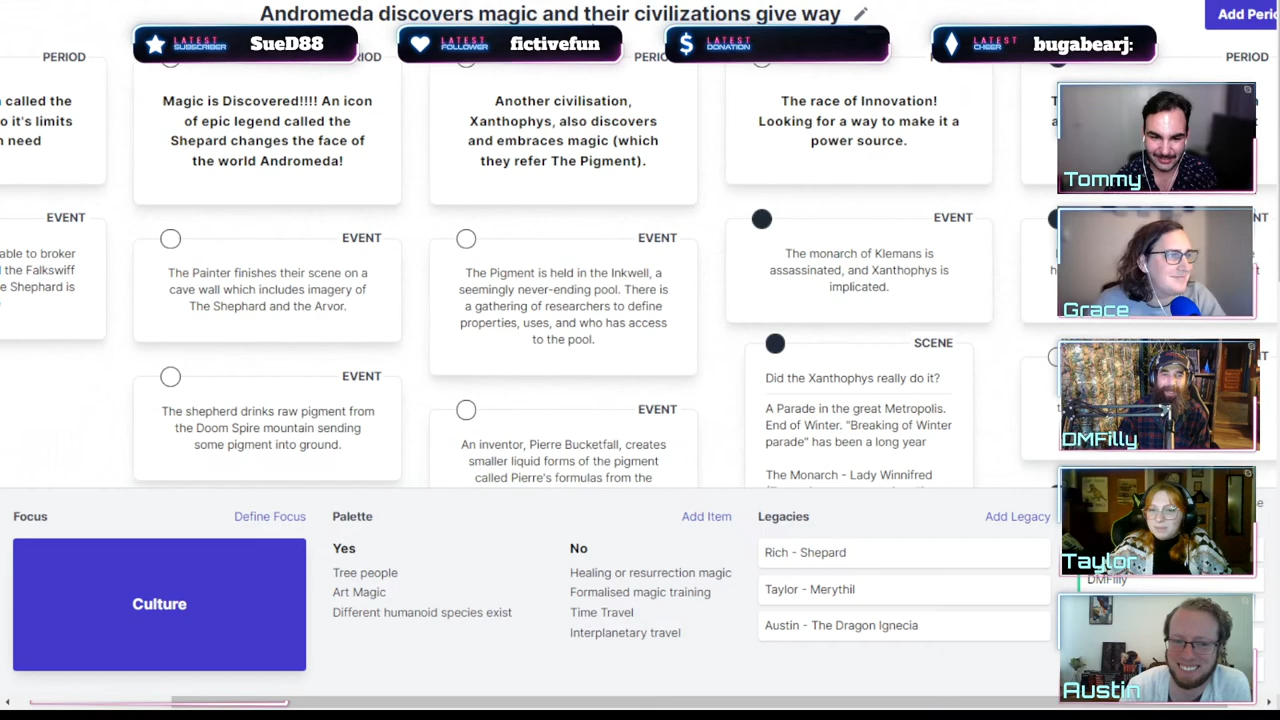 Andromeda discovers magic and their civilizations give way
Add Peri
LATEST SUBSCRIBER SueD88
LATEST FOLLOWER fictivefun
LATEST DONATION
LATEST CHEER bugabearj:
PERIOD
called the
o it's limits
n need
EVENT
able to broker
the Falkswiff
e Shepard is
Magic is Discovered!!!! An icon
of epic legend called the
Shepard changes the face of
the world Andromeda!
EVENT
The Painter finishes their scene on a
cave wall which includes imagery of
The Shepherd and the Arvor.
EVENT
The shepherd drinks raw pigment from
the Doom Spire mountain sending
some pigment into ground.
Another civilisation,
Xanthophys, also discovers
and embraces magic (which
they refer The Pigment).
EVENT
The Pigment is held in the Inkwell, a
seemingly never-ending pool. There is
a gathering of researchers to define
properties, uses, and who has access
to the pool.
EVENT
An inventor, Pierre Bucketfall, creates
smaller liquid forms of the pigment
called Pierre's formulas from the
The race of Innovation!
Looking for a way to make it a
power source.
EVENT
The monarch of Klemans is
assassinated, and Xanthophys is
implicated.
SCENE
Did the Xanthophys really do it?
A Parade in the great Metropolis.
End of Winter. "Breaking of Winter
parade" has been a long year
The Monarch - Lady Winnifred
PERIOD
Tommy
Grace
DMFilly
Taylor
DMFilly
Austin
Focus
Define Focus
Culture
Palette
Add Item
Yes
Tree people
Art Magic
Different humanoid species exist
No
Healing or resurrection magic
Formalised magic training
Time Travel
Interplanetary travel
Legacies
Add Legacy
Rich - Shepard
Taylor - Merythil
Austin - The Dragon Ignecia